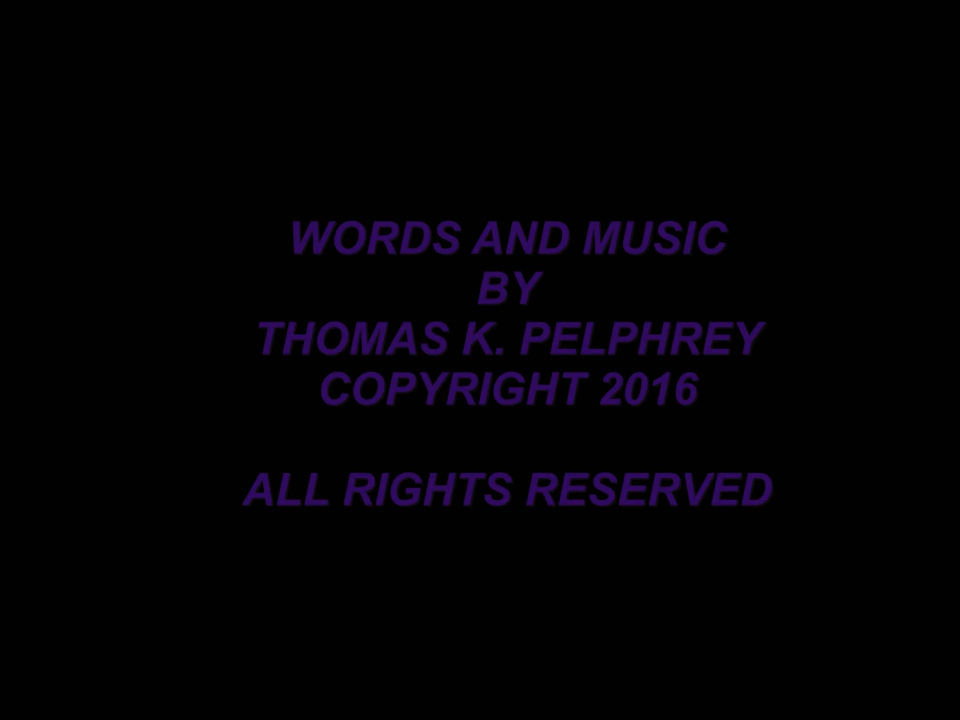 WORDS AND MUSIC
BY
THOMAS K. PELPHREY
COPYRIGHT 2016
ALL RIGHTS RESERVED